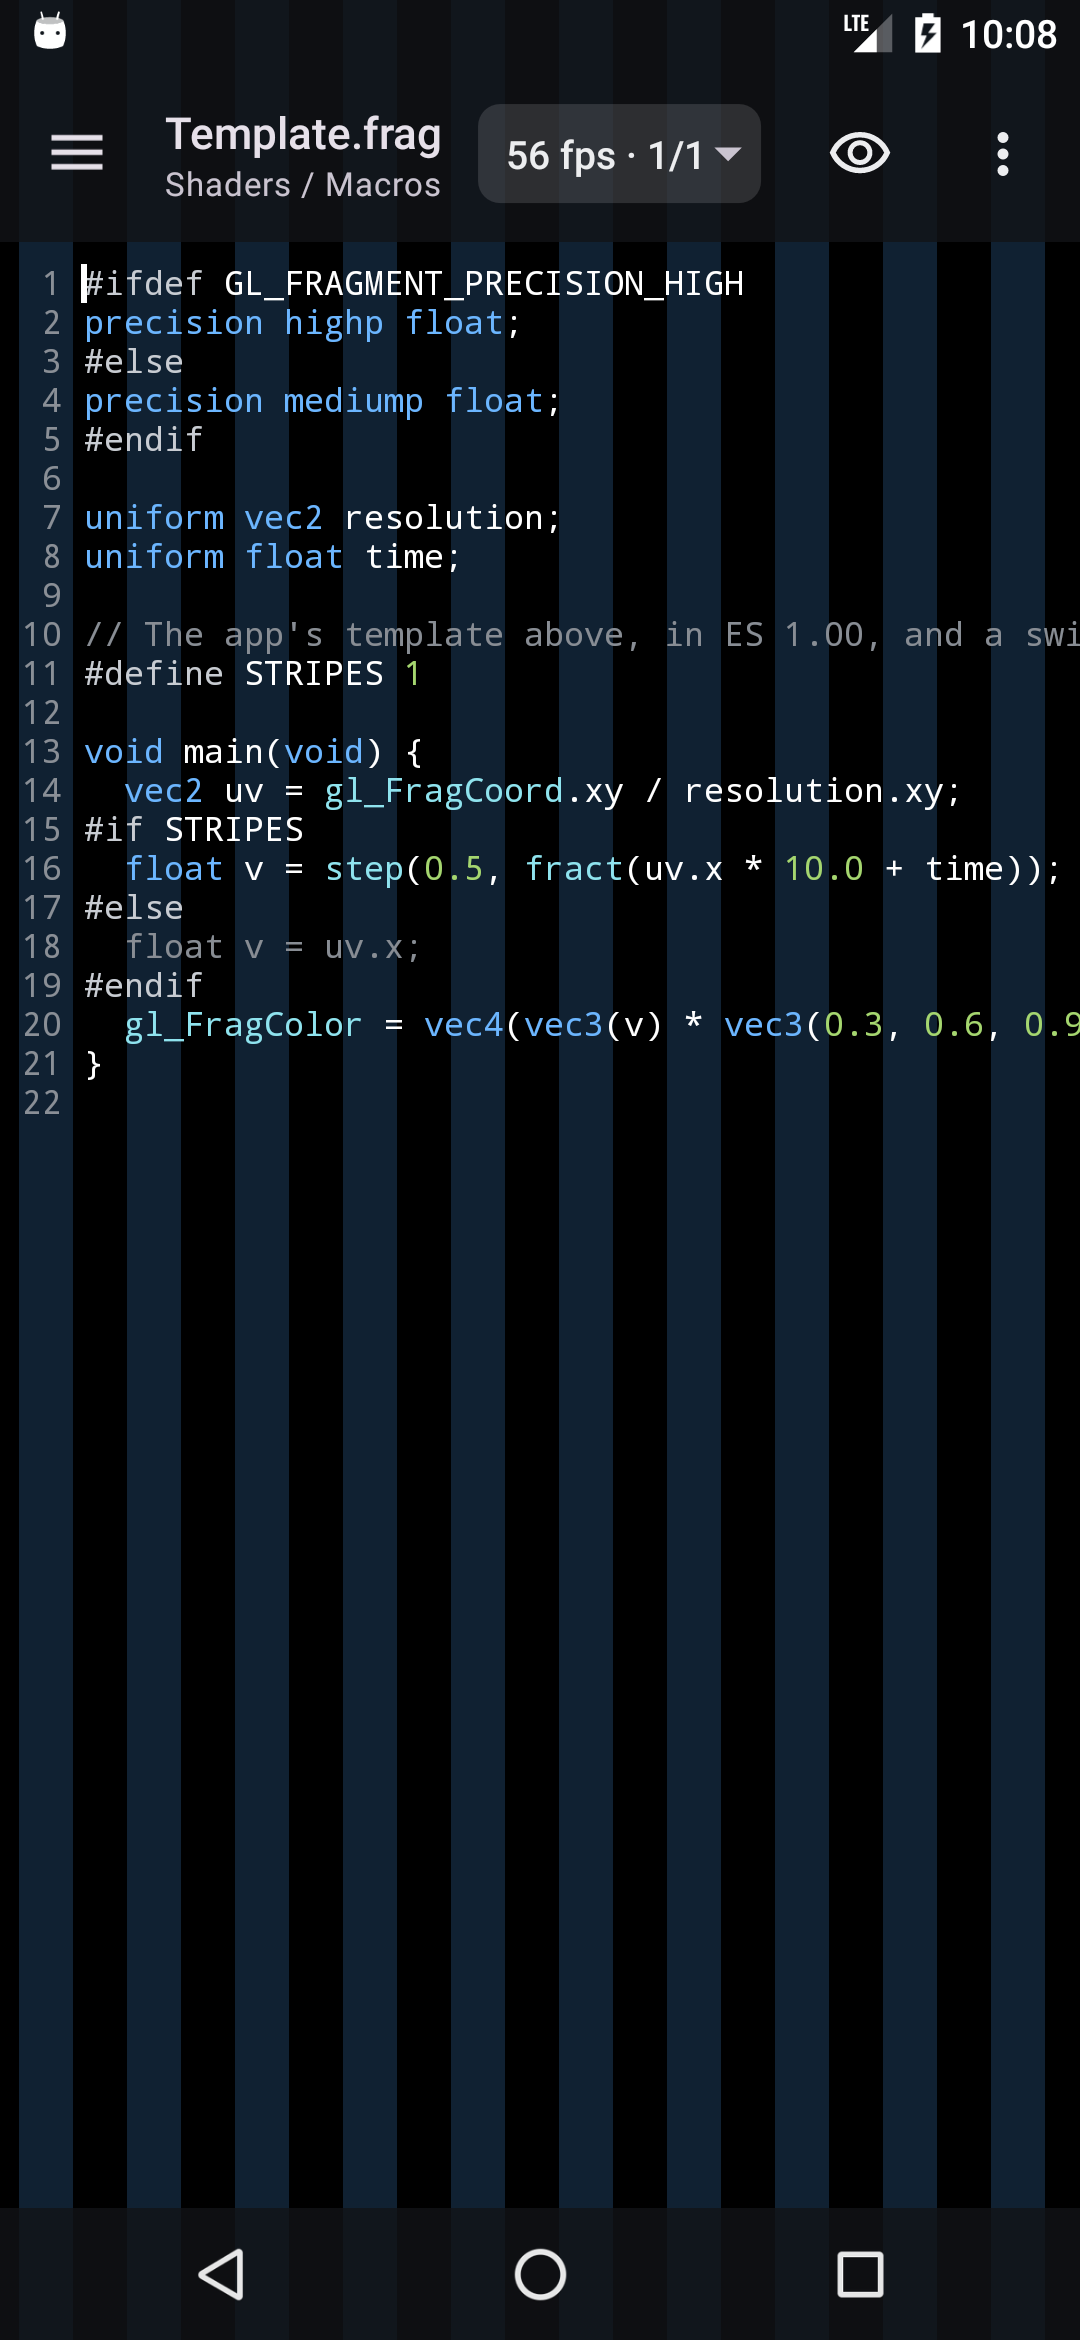 LTE 10:08
Template.frag
Shaders / Macros
56 fps · 1/1
1 #ifdef GL_FRAGMENT_PRECISION_HIGH
2 precision highp float;
3 #else
4 precision mediump float;
5 #endif
6
7 uniform vec2 resolution;
8 uniform float time;
9
10 // The app's template above, in ES 1.00, and a swi
11 #define STRIPES 1
12
13 void main(void) {
14   vec2 uv = gl_FragCoord.xy / resolution.xy;
15 #if STRIPES
16   float v = step(0.5, fract(uv.x * 10.0 + time));
17 #else
18   float v = uv.x;
19 #endif
20   gl_FragColor = vec4(vec3(v) * vec3(0.3, 0.6, 0.9
21 }
22